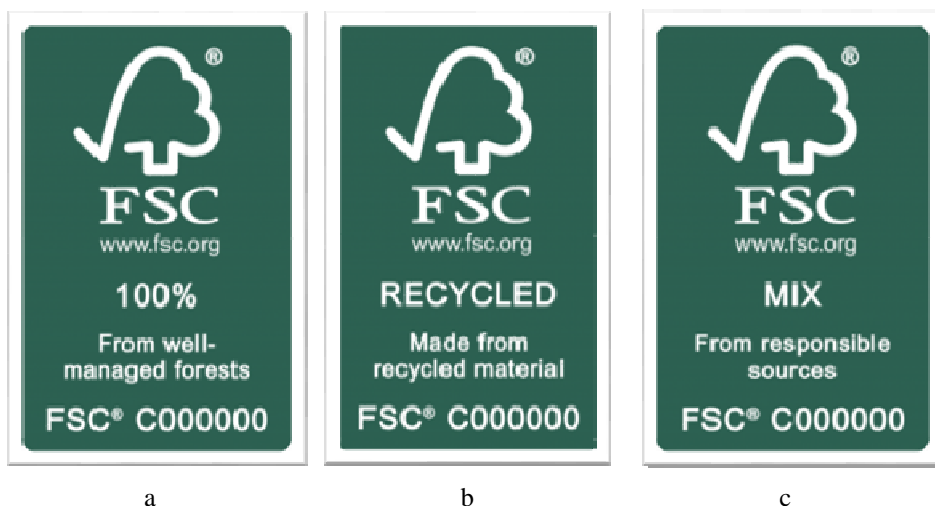 ®
FSC
www.fsc.org
100%
From well-
managed forests
FSC® C000000
a
®
FSC
www.fsc.org
RECYCLED
Made from
recycled material
FSC® C000000
b
®
FSC
www.fsc.org
MIX
From responsible
sources
FSC® C000000
c